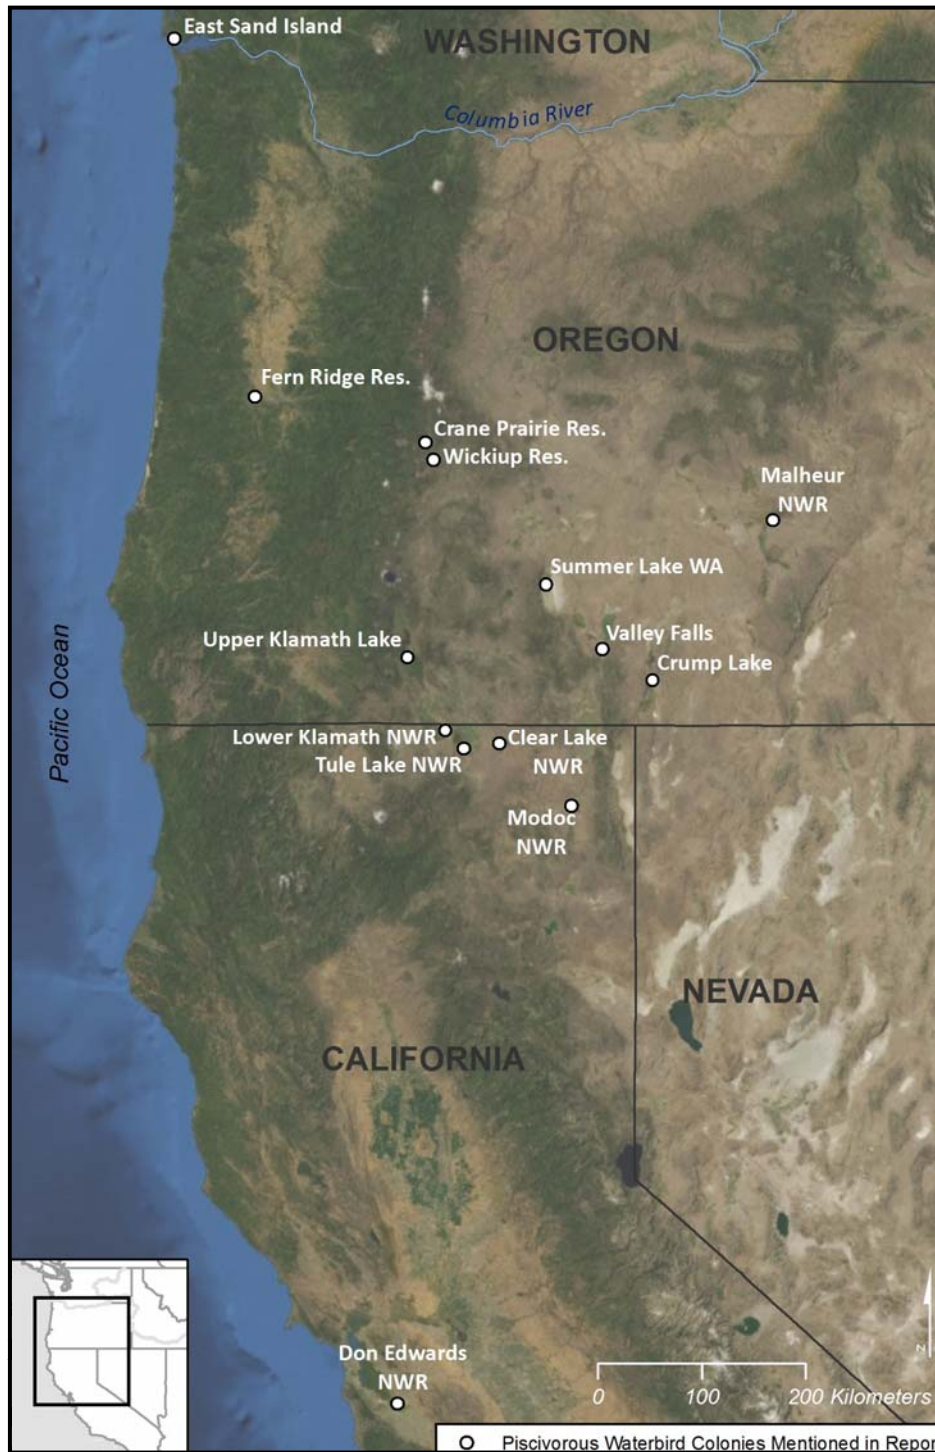 East Sand Island
WASHINGTON
Columbia River
OREGON
Fern Ridge Res.
Crane Prairie Res.
Wickiup Res.
Malheur
NWR
Summer Lake WA
Valley Falls
Upper Klamath Lake
Crump Lake
Pacific Ocean
Lower Klamath NWR
Clear Lake
NWR
Tule Lake NWR
Modoc
NWR
NEVADA
CALIFORNIA
Don Edwards
NWR
N
0 100 200 Kilometers
Piscivorous Waterbird Colonies Mentioned in Repor